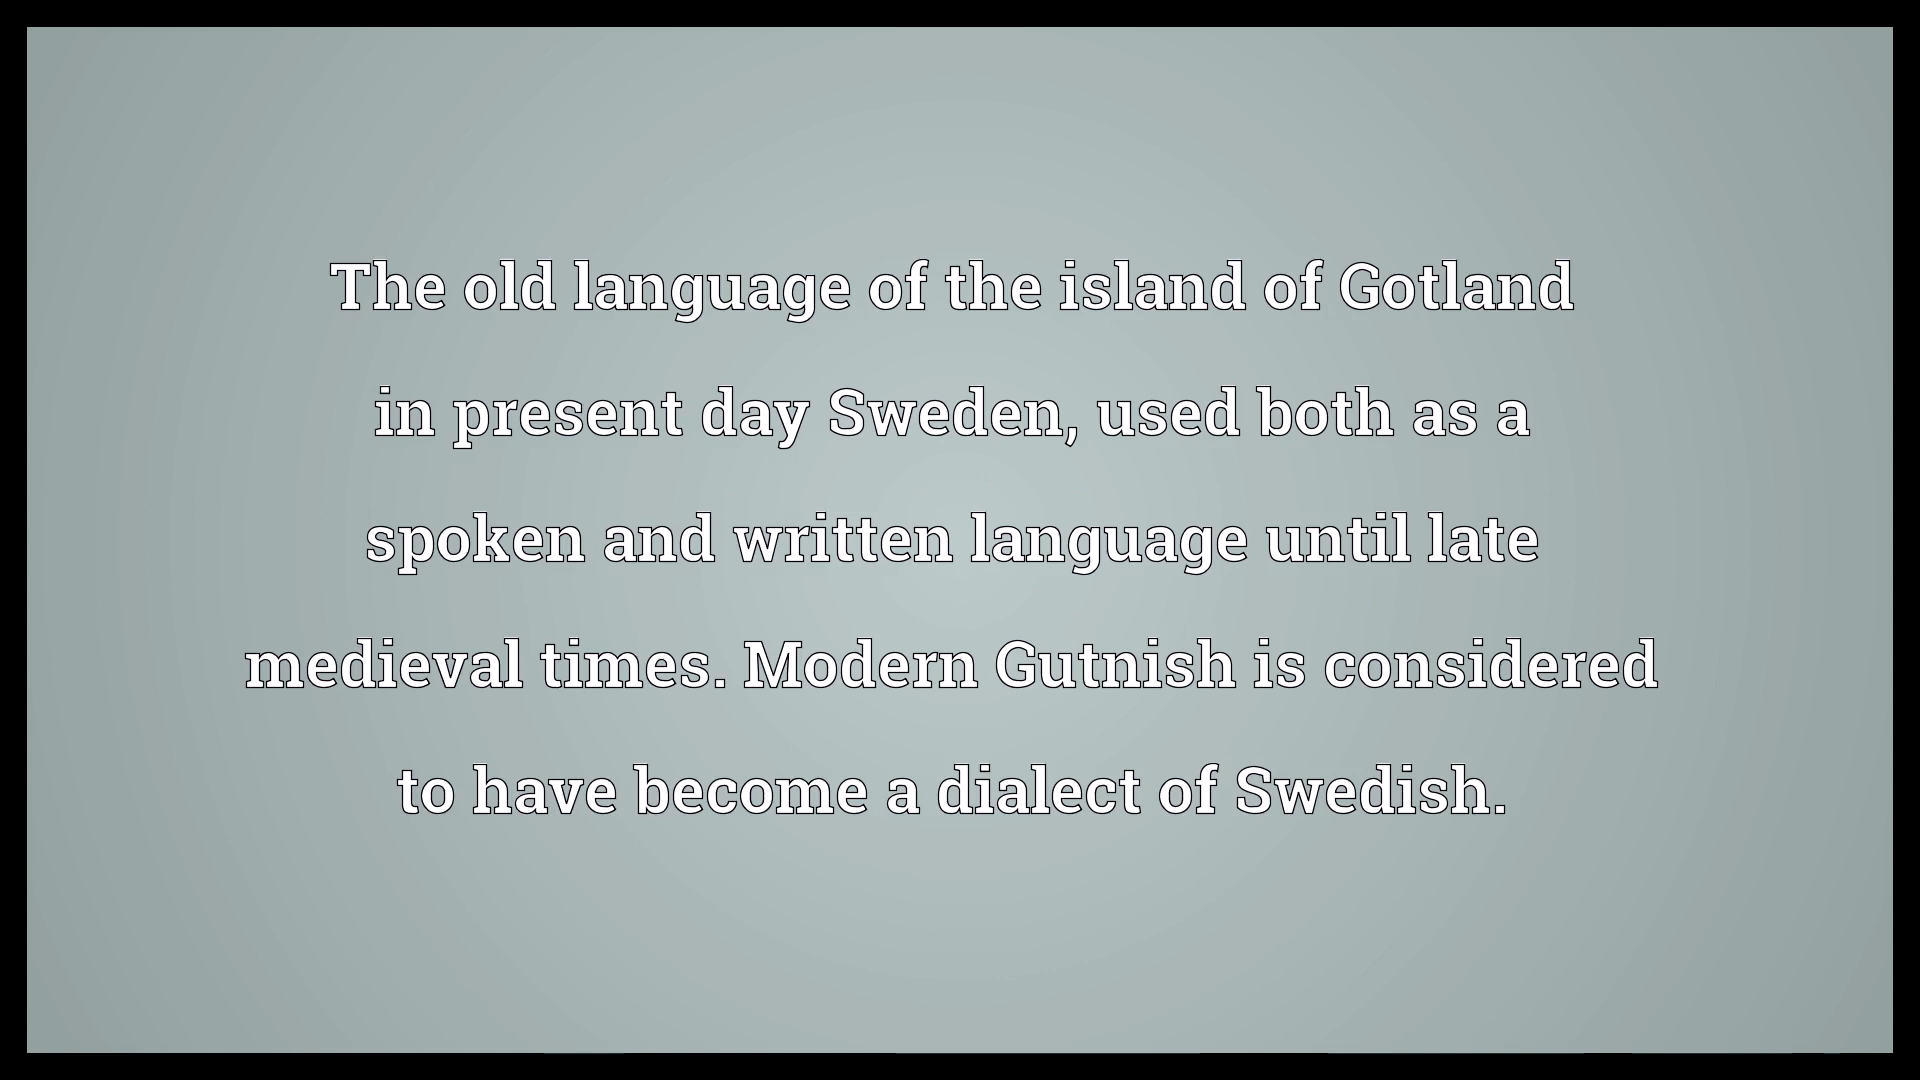 The old language of the island of Gotland
in present day Sweden, used both as a
spoken and written language until late
medieval times. Modern Gutnish is considered
to have become a dialect of Swedish.